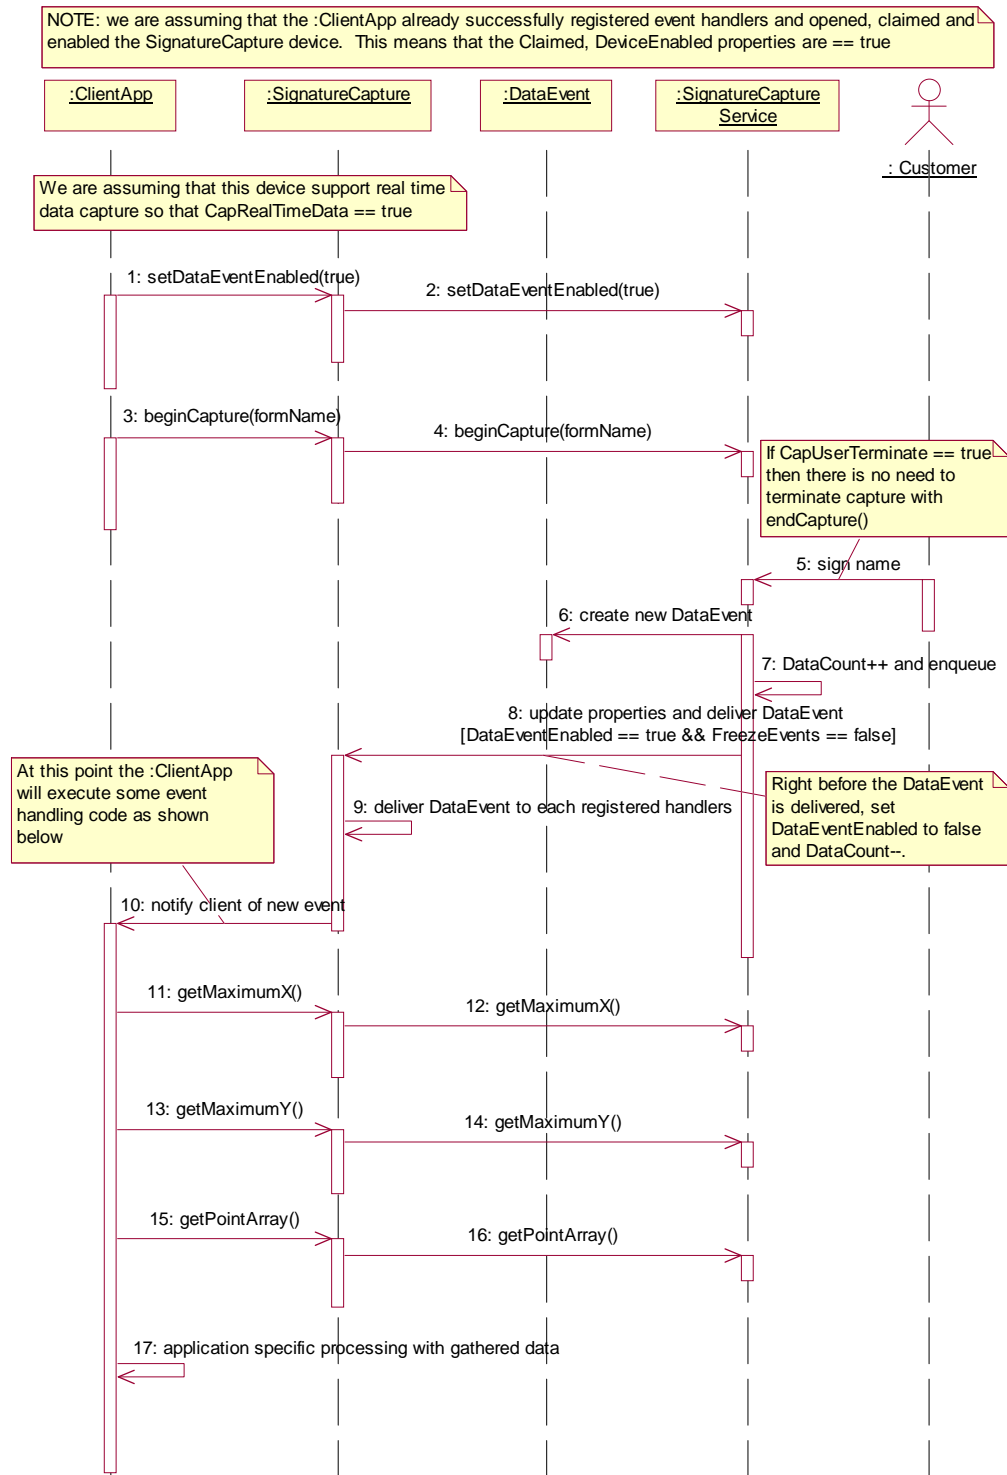 NOTE: we are assuming that the :ClientApp already successfully registered event handlers and opened, claimed and
enabled the SignatureCapture device.  This means that the Claimed, DeviceEnabled properties are == true
:ClientApp
:SignatureCapture
:DataEvent
:SignatureCapture
Service
: Customer
We are assuming that this device support real time
data capture so that CapRealTimeData == true
1: setDataEventEnabled(true)
2: setDataEventEnabled(true)
3: beginCapture(formName)
4: beginCapture(formName)
If CapUserTerminate == true
then there is no need to
terminate capture with
endCapture()
5: sign name
6: create new DataEvent
7: DataCount++ and enqueue
8: update properties and deliver DataEvent
[DataEventEnabled == true && FreezeEvents == false]
At this point the :ClientApp
will execute some event
handling code as shown
below
Right before the DataEvent
is delivered, set
DataEventEnabled to false
and DataCount--.
9: deliver DataEvent to each registered handlers
10: notify client of new event
11: getMaximumX()
12: getMaximumX()
13: getMaximumY()
14: getMaximumY()
15: getPointArray()
16: getPointArray()
17: application specific processing with gathered data